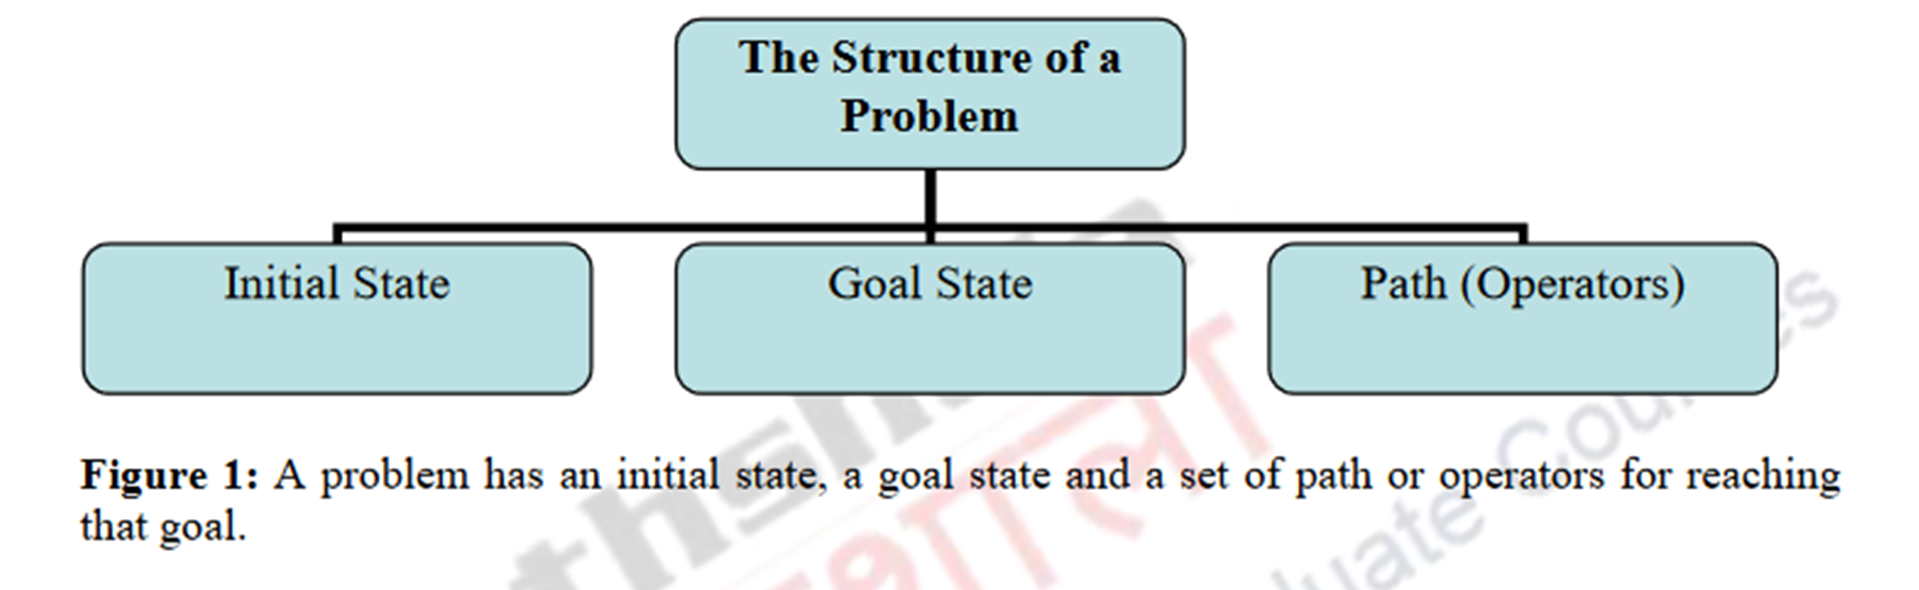 The Structure of a
Problem
Initial State
Goal State
Path (Operators)
Figure 1: A problem has an initial state, a goal state and a set of path or operators for reaching
that goal.